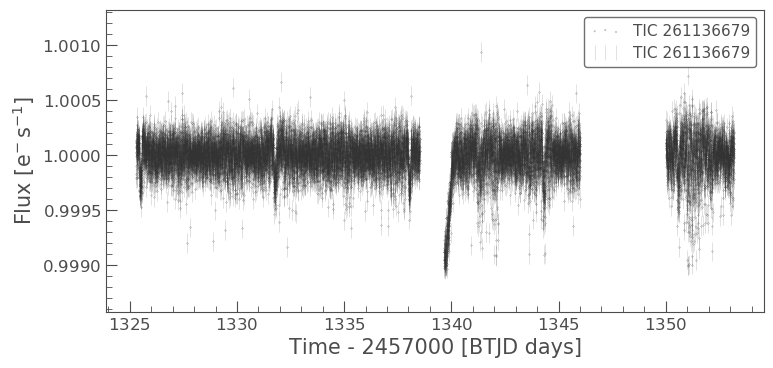 TIC 261136679
TIC 261136679
1.0010
1.0005
1.0000
0.9995
0.9990
Flux [e⁻ s⁻¹]
1325 1330 1335 1340 1345 1350
Time - 2457000 [BTJD days]